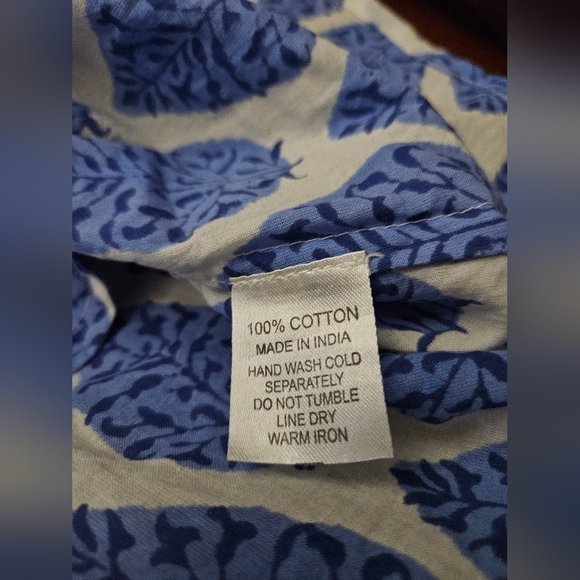 100% COTTON
MADE IN INDIA
HAND WASH COLD
SEPARATELY
DO NOT TUMBLE
LINE DRY
WARM IRON